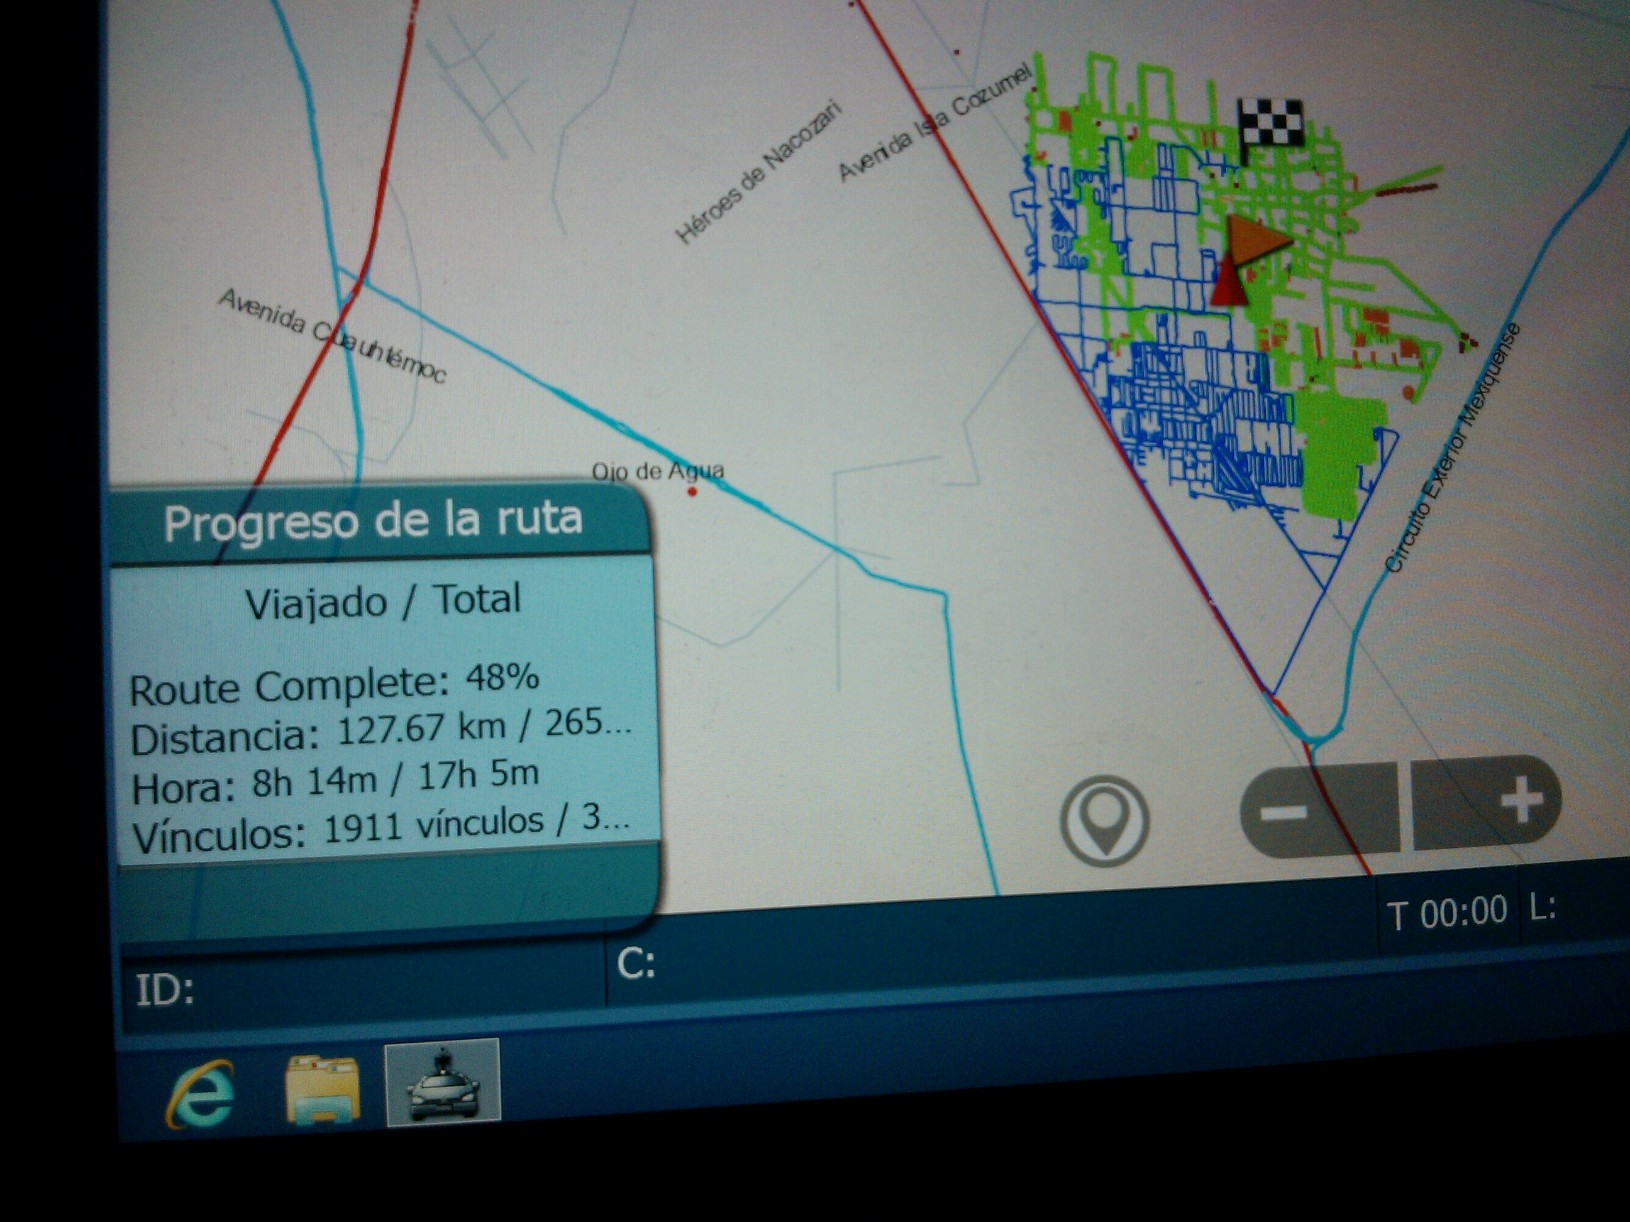 Avenida Isla Cozumel
Héroes de Nacozari
Avenida Cuauhtémoc
Ojo de Agua
Circuito Exterior Mexiquense
Progreso de la ruta
Viajado / Total
Route Complete: 48%
Distancia: 127.67 km / 265...
Hora: 8h 14m / 17h 5m
Vínculos: 1911 vínculos / 3...
T 00:00 L:
ID: C: